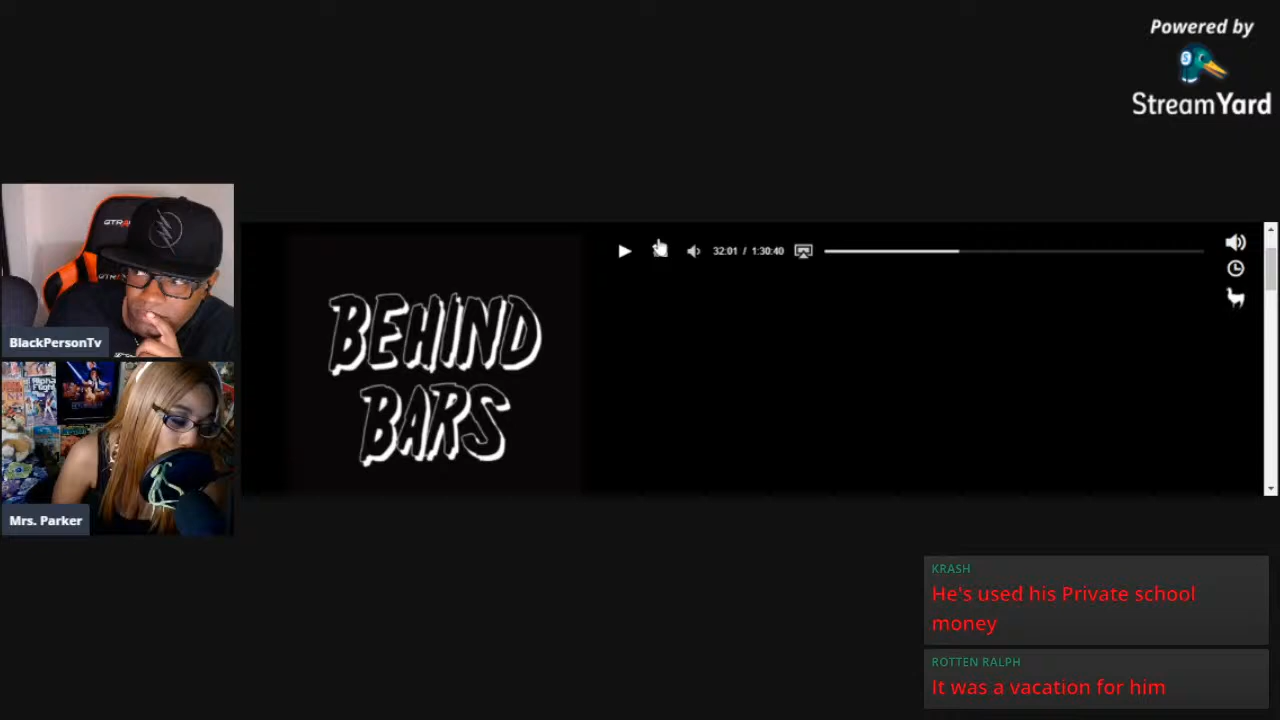 Powered by
StreamYard
GTR
BlackPersonTv
Mrs. Parker
BEHIND
BARS
32:01 / 1:30:40
KRASH
He's used his Private school
money
ROTTEN RALPH
It was a vacation for him